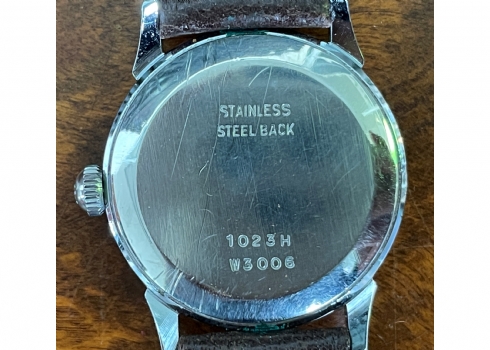 STAINLESS
STEEL BACK
1023H
W3006